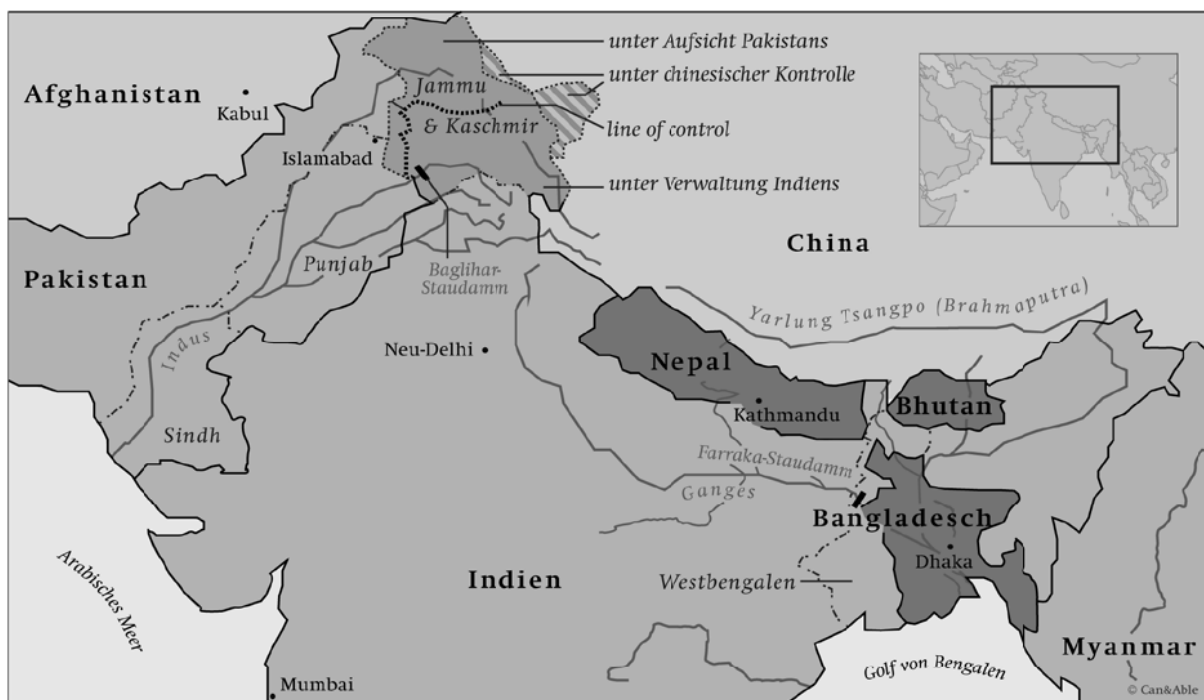 unter Aufsicht Pakistans
unter chinesischer Kontrolle
line of control
unter Verwaltung Indiens
Afghanistan
Kabul
Jammu
& Kaschmir
Islamabad
China
Pakistan
Punjab
Baglihar-
Staudamm
Indus
Yarlung Tsangpo (Brahmaputra)
Neu-Delhi
Nepal
Kathmandu
Bhutan
Sindh
Farraka-Staudamm
Ganges
Bangladesch
Dhaka
Indien
Westbengalen
Arabisches Meer
Myanmar
Golf von Bengalen
Mumbai
© Can&Able